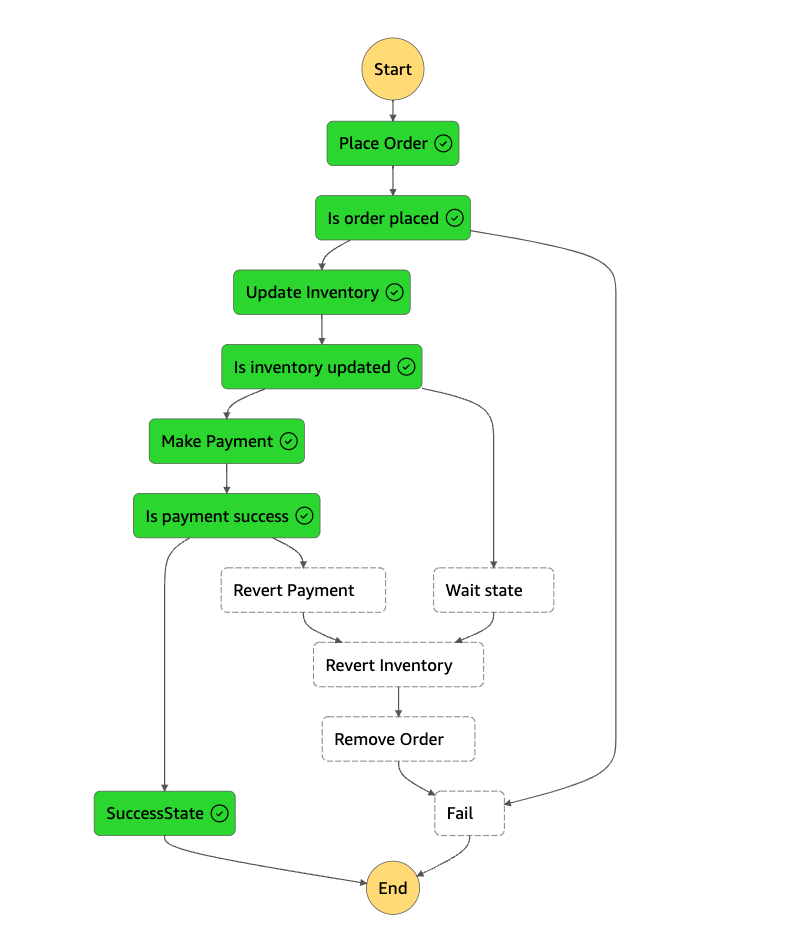 Start
Place Order
Is order placed
Update Inventory
Is inventory updated
Make Payment
Is payment success
Revert Payment
Wait state
Revert Inventory
Remove Order
SuccessState
Fail
End